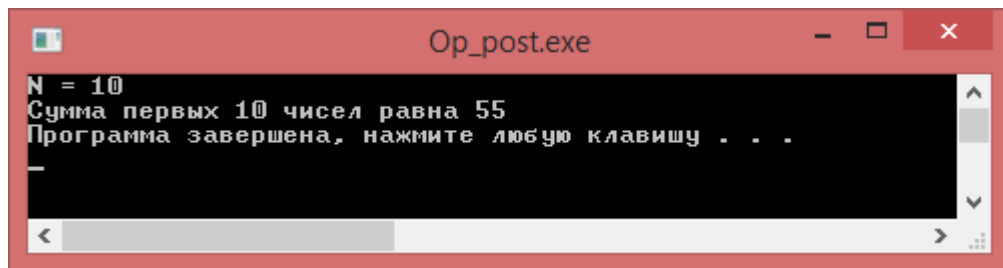 Op_post.exe
N = 10
Сумма первых 10 чисел равна 55
Программа завершена, нажмите любую клавишу . . .